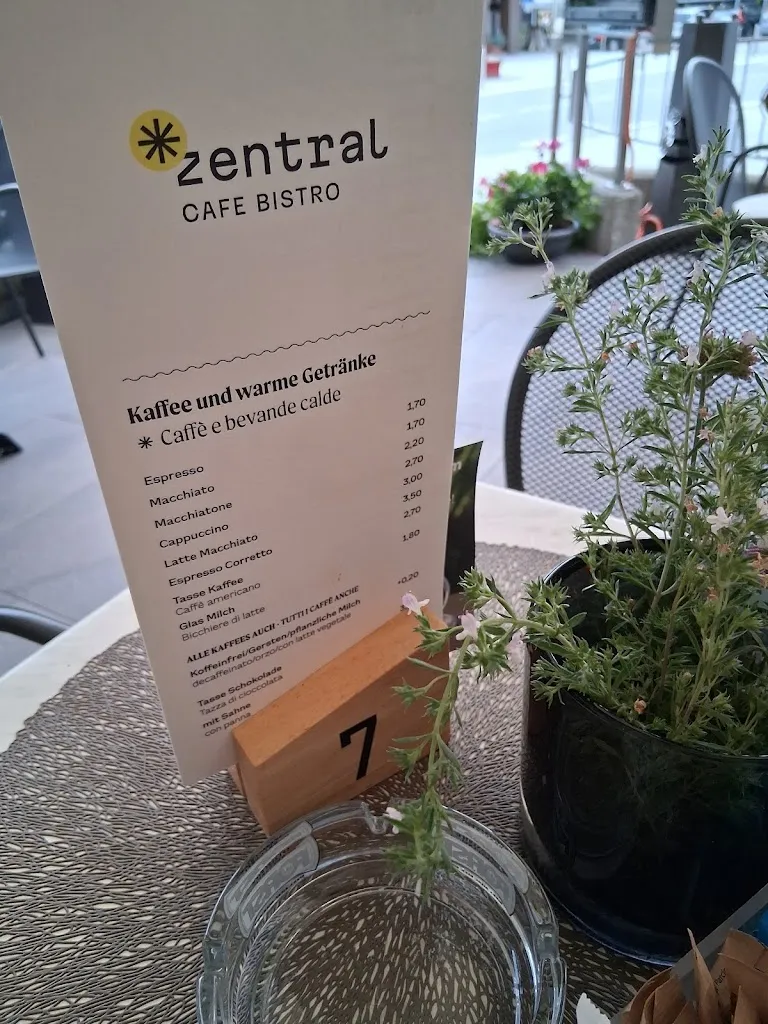 zentral
CAFE BISTRO
Kaffee und warme Getränke
Caffè e bevande calde
Espresso 1,70
Macchiato 1,70
Macchiatone 2,20
Cappuccino 2,70
Latte Macchiato 3,00
Espresso Corretto 3,50
Tasse Kaffee 2,70
Caffè americano
Glas Milch 1,80
Bicchiere di latte
ALLE KAFFEES AUCH - TUTTI I CAFFÈ ANCHE
Koffeinfrei/Gersten/pflanzliche Milch +0,20
decaffeinato/orzo/con latte vegetale
Tasse Schokolade
Tazza di cioccolata
mit Sahne
con panna
7